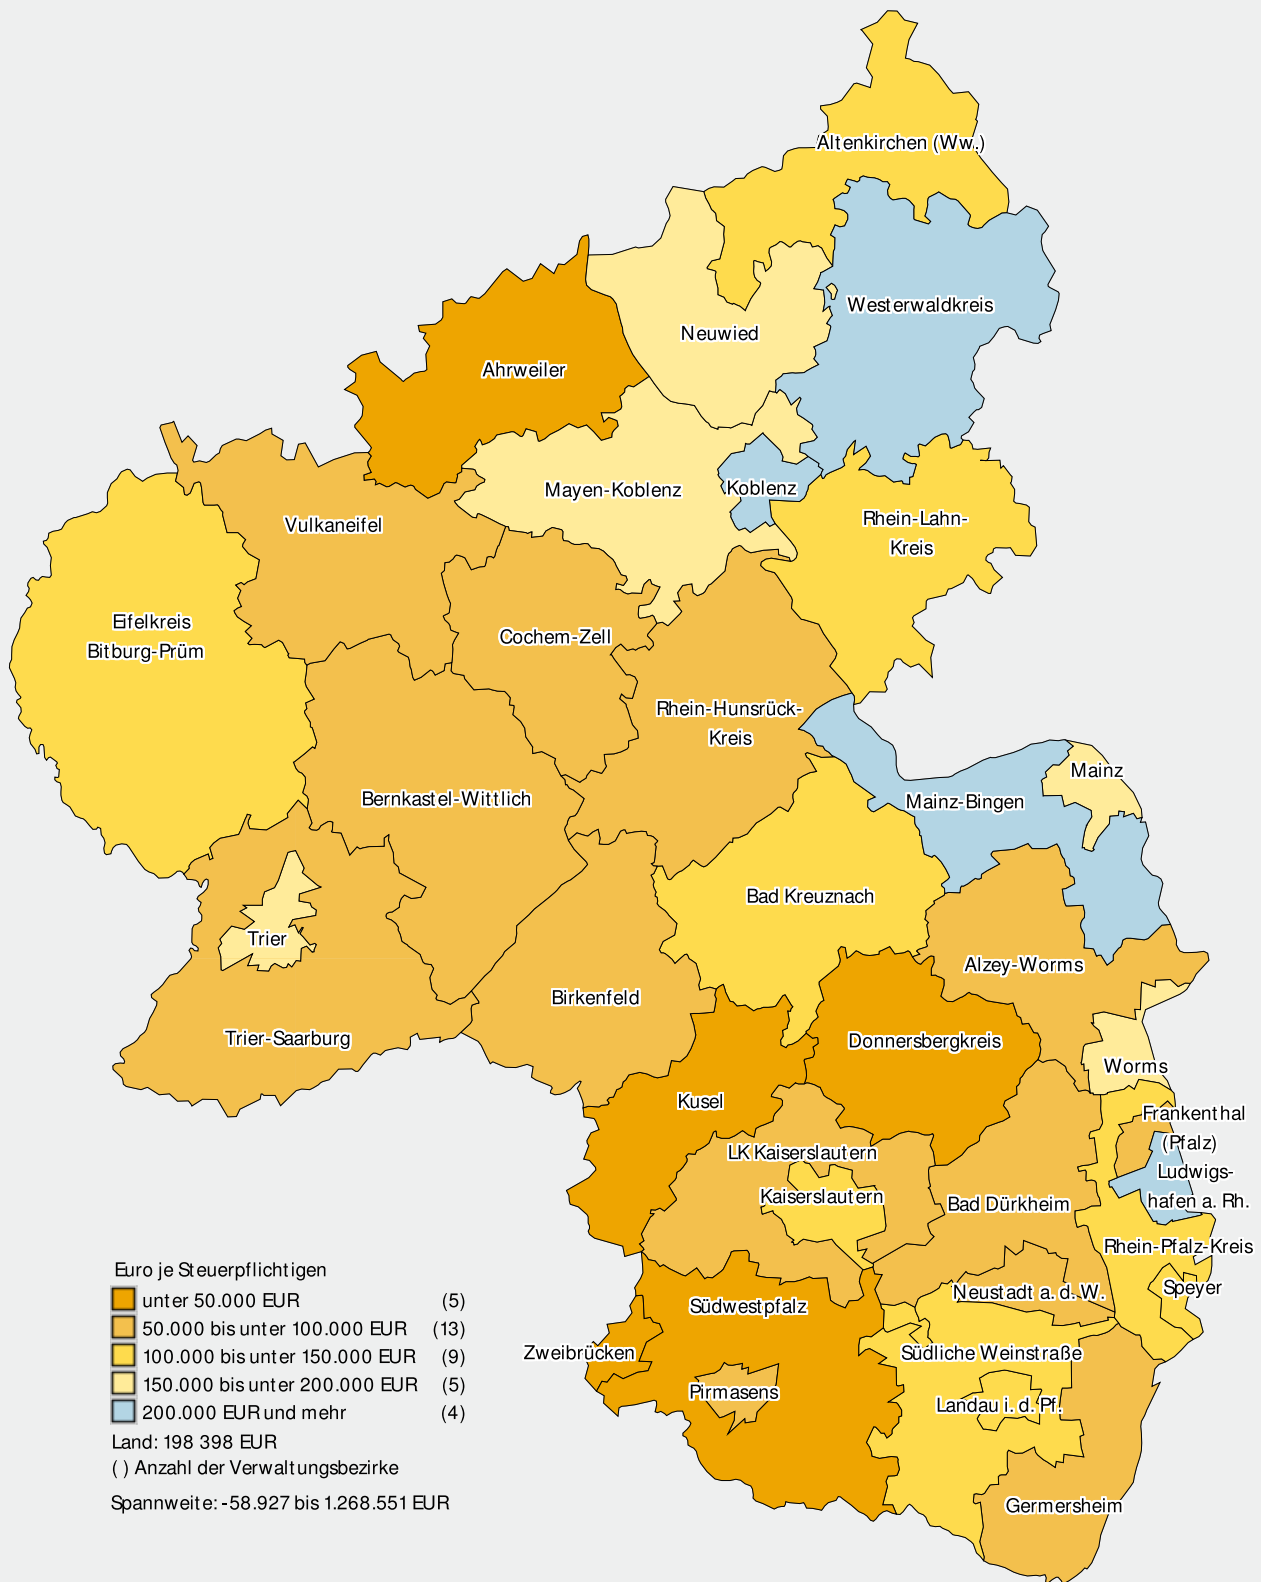 Altenkirchen (Ww.)
Westerwaldkreis
Neuwied
Ahrweiler
Mayen-Koblenz
Koblenz
Rhein-Lahn-
Kreis
Vulkaneifel
Eifelkreis
Bitburg-Prüm
Cochem-Zell
Rhein-Hunsrück-
Kreis
Mainz
Mainz-Bingen
Bernkastel-Wittlich
Bad Kreuznach
Trier
Alzey-Worms
Birkenfeld
Trier-Saarburg
Donnersbergkreis
Worms
Kusel
Frankenthal
(Pfalz)
LK Kaiserslautern
Ludwigs-
hafen a. Rh.
Kaiserslautern
Bad Dürkheim
Rhein-Pfalz-Kreis
Speyer
Neustadt a. d. W.
Südwestpfalz
Zweibrücken
Südliche Weinstraße
Pirmasens
Landau i. d. Pf.
Germersheim
Euro je Steuerpflichtigen
unter 50.000 EUR (5)
50.000 bis unter 100.000 EUR (13)
100.000 bis unter 150.000 EUR (9)
150.000 bis unter 200.000 EUR (5)
200.000 EUR und mehr (4)
Land: 198 398 EUR
( ) Anzahl der Verwaltungsbezirke
Spannweite: -58.927 bis 1.268.551 EUR